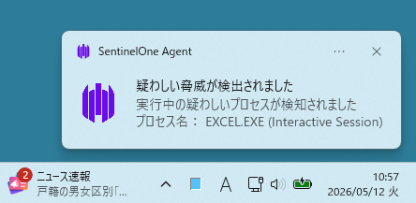 SentinelOne Agent
疑わしい脅威が検出されました
実行中の疑わしいプロセスが検知されました
プロセス名： EXCEL.EXE (Interactive Session)
2
ニュース速報
戸籍の男女区別「...
A
10:57
2026/05/12 火